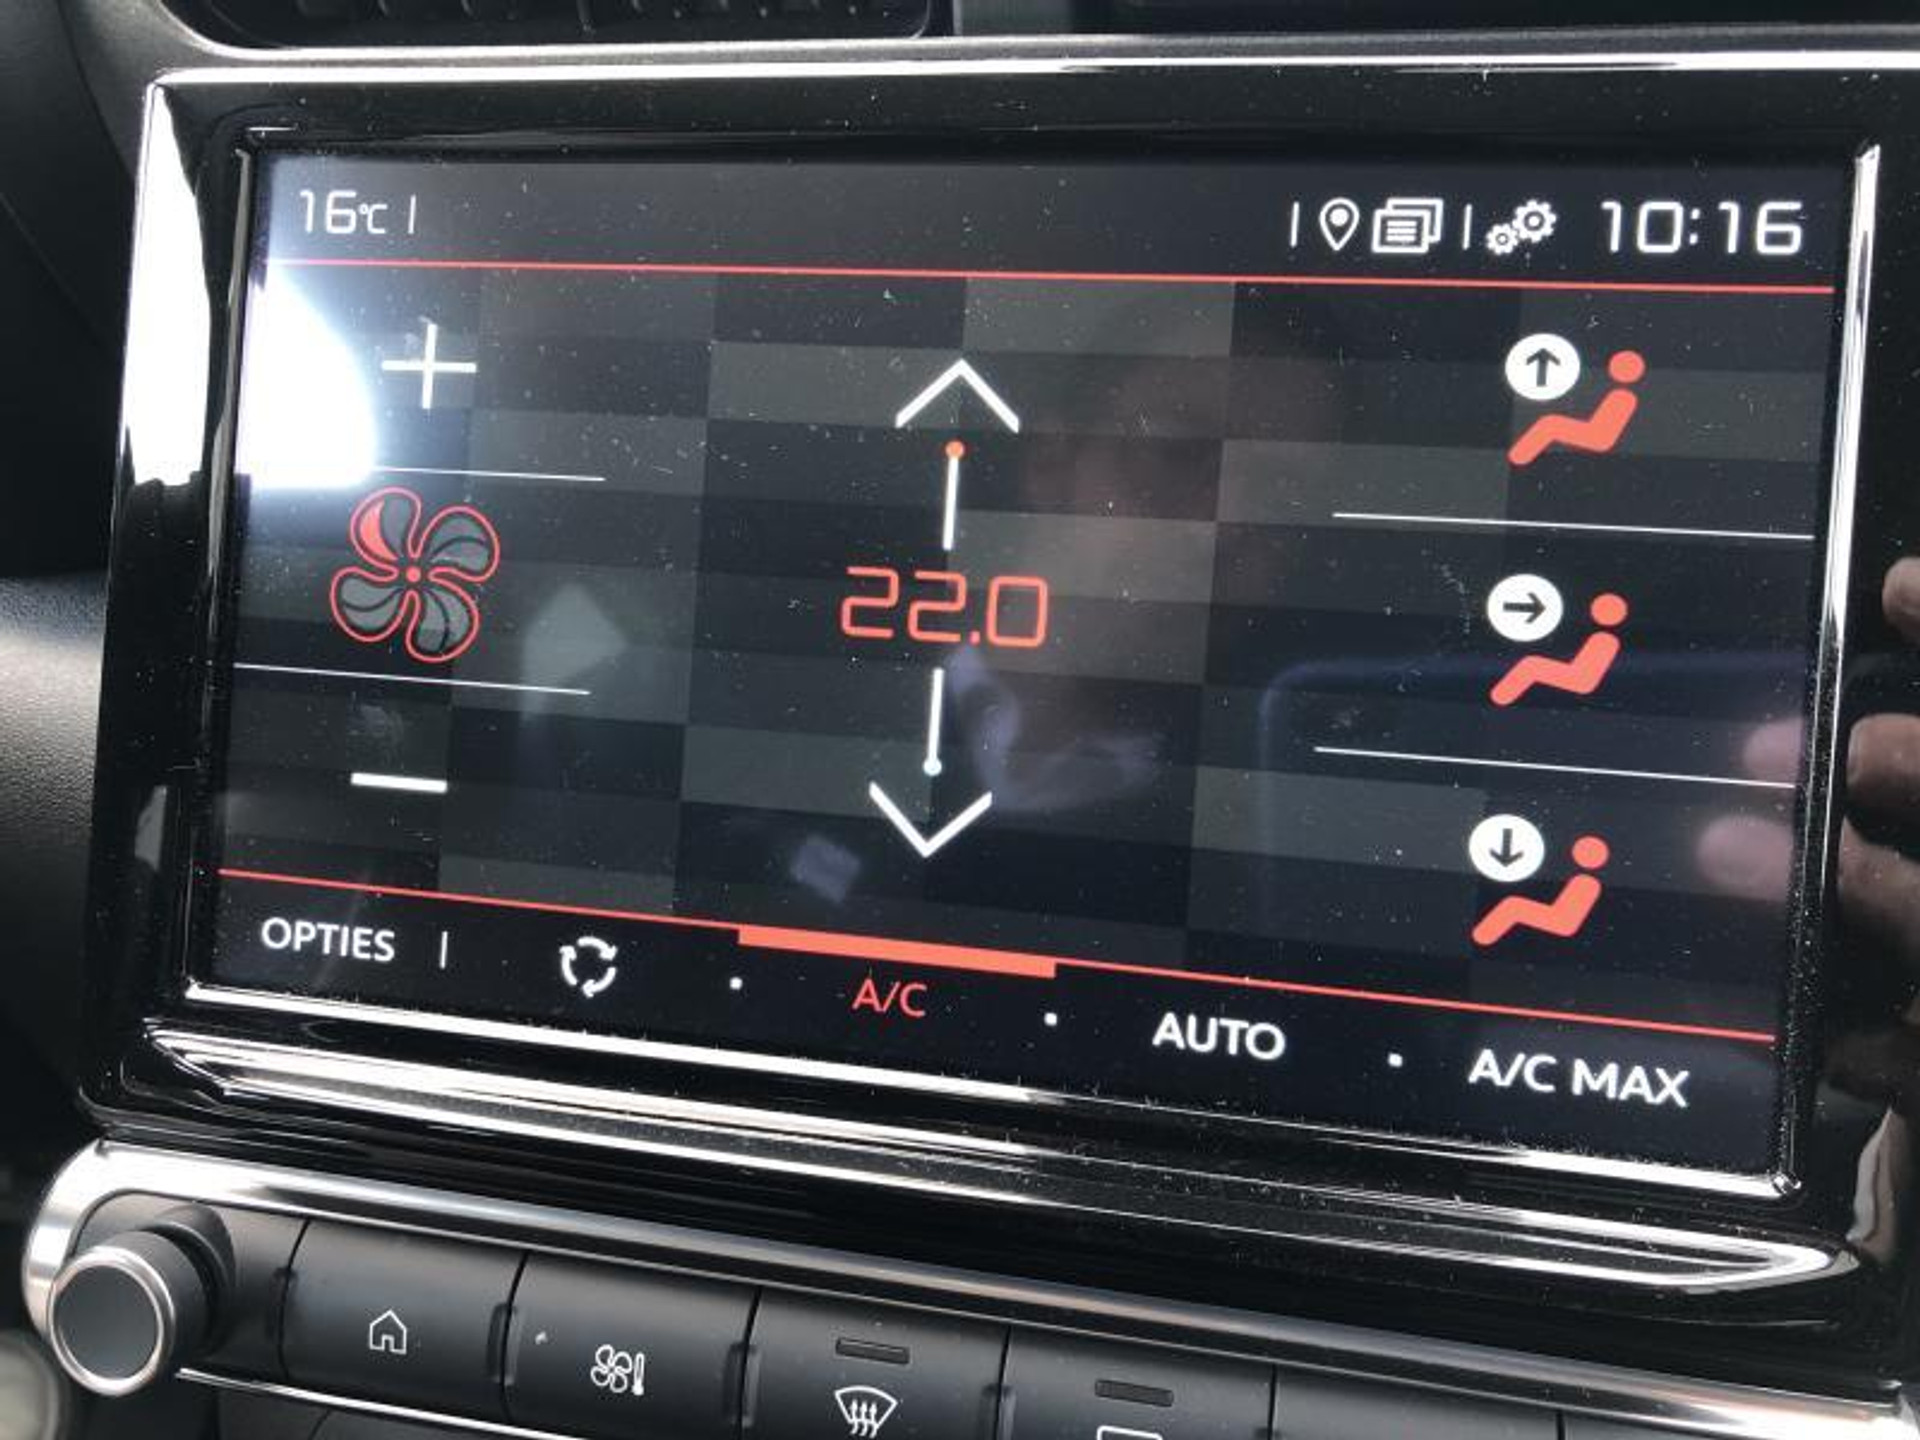 16°C
10:16
22.0
OPTIES
A/C
AUTO
A/C MAX